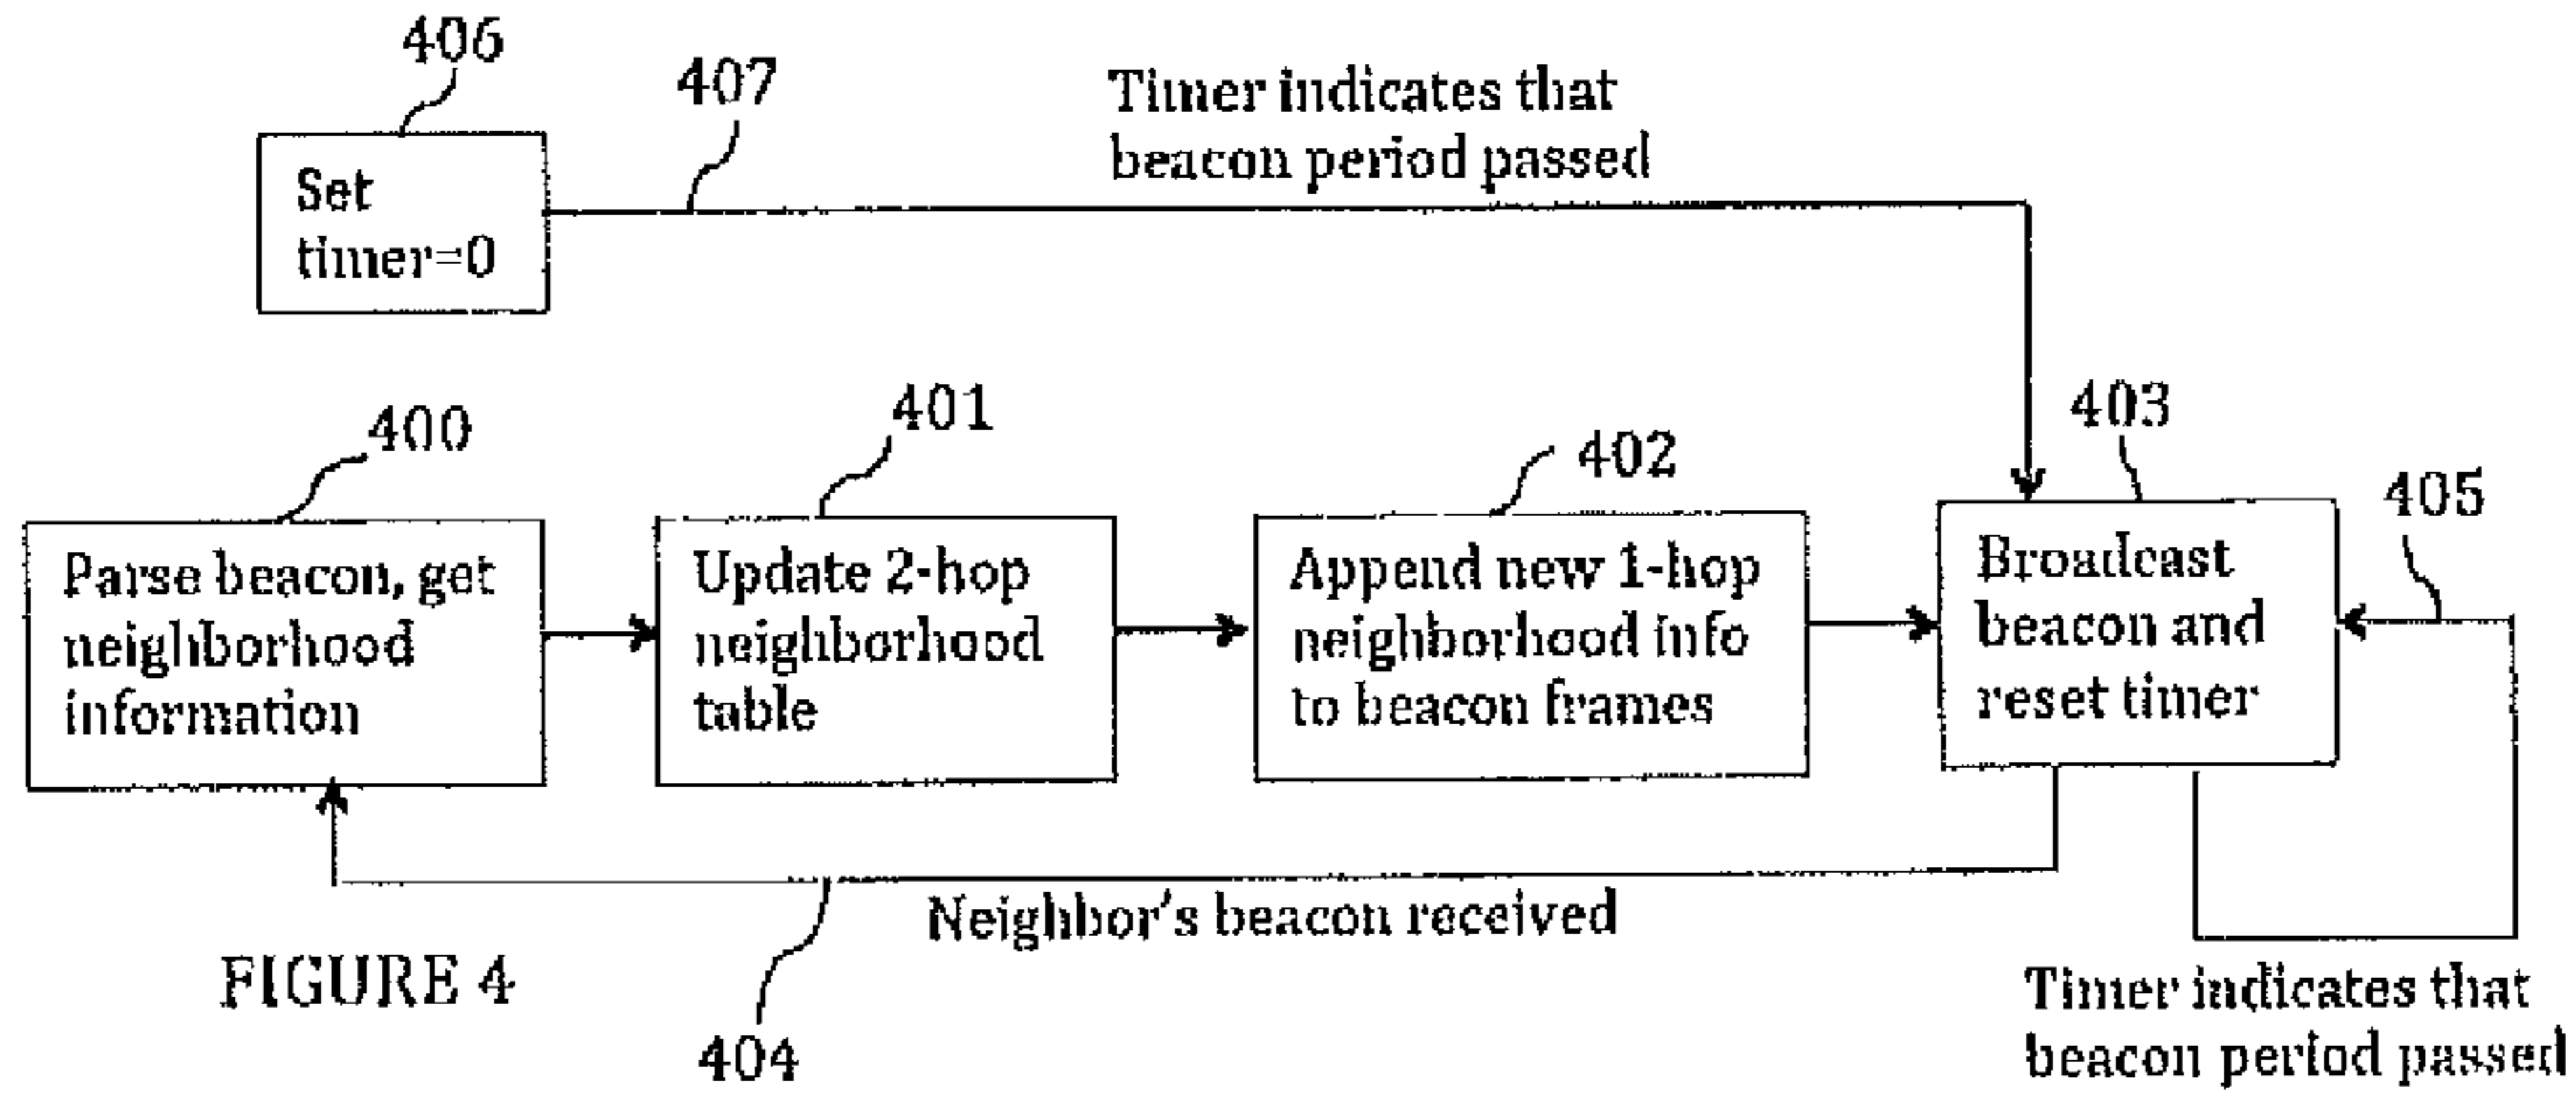 406
407
Timer indicates that
beacon period passed
Set
timer=0
400
401
402
403
405
Parse beacon, get
neighborhood
information
Update 2-hop
neighborhood
table
Append new 1-hop
neighborhood info
to beacon frames
Broadcast
beacon and
reset timer
Neighbor's beacon received
FIGURE 4
404
Timer indicates that
beacon period passed